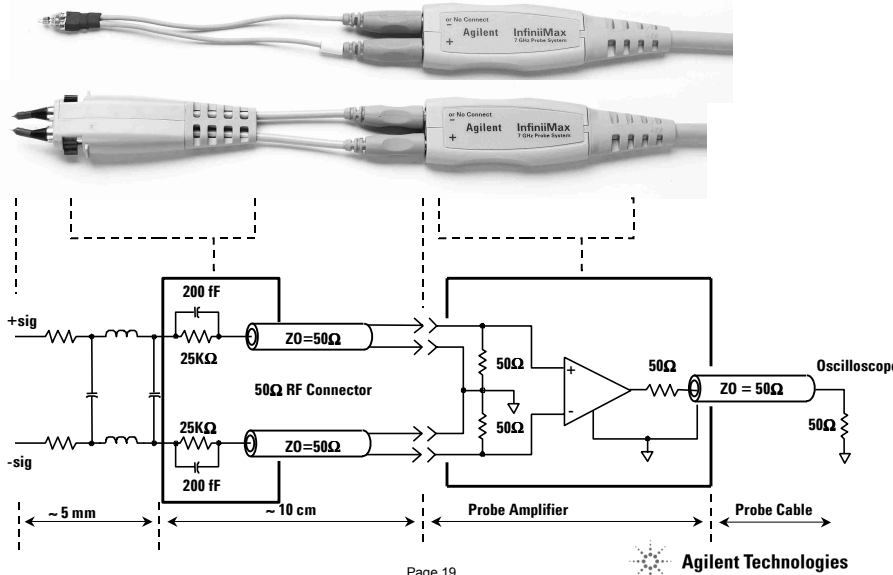 or No Connect
–
+
Agilent
InfiniiMax
7 GHz Probe System
or No Connect
–
+
Agilent
InfiniiMax
7 GHz Probe System
200 fF
+sig
25KΩ
ZO=50Ω
50Ω RF Connector
25KΩ
ZO=50Ω
-sig
200 fF
50Ω
50Ω
+
-
50Ω
ZO = 50Ω
Oscilloscope
50Ω
~ 5 mm
~ 10 cm
Probe Amplifier
Probe Cable
Page 19
Agilent Technologies